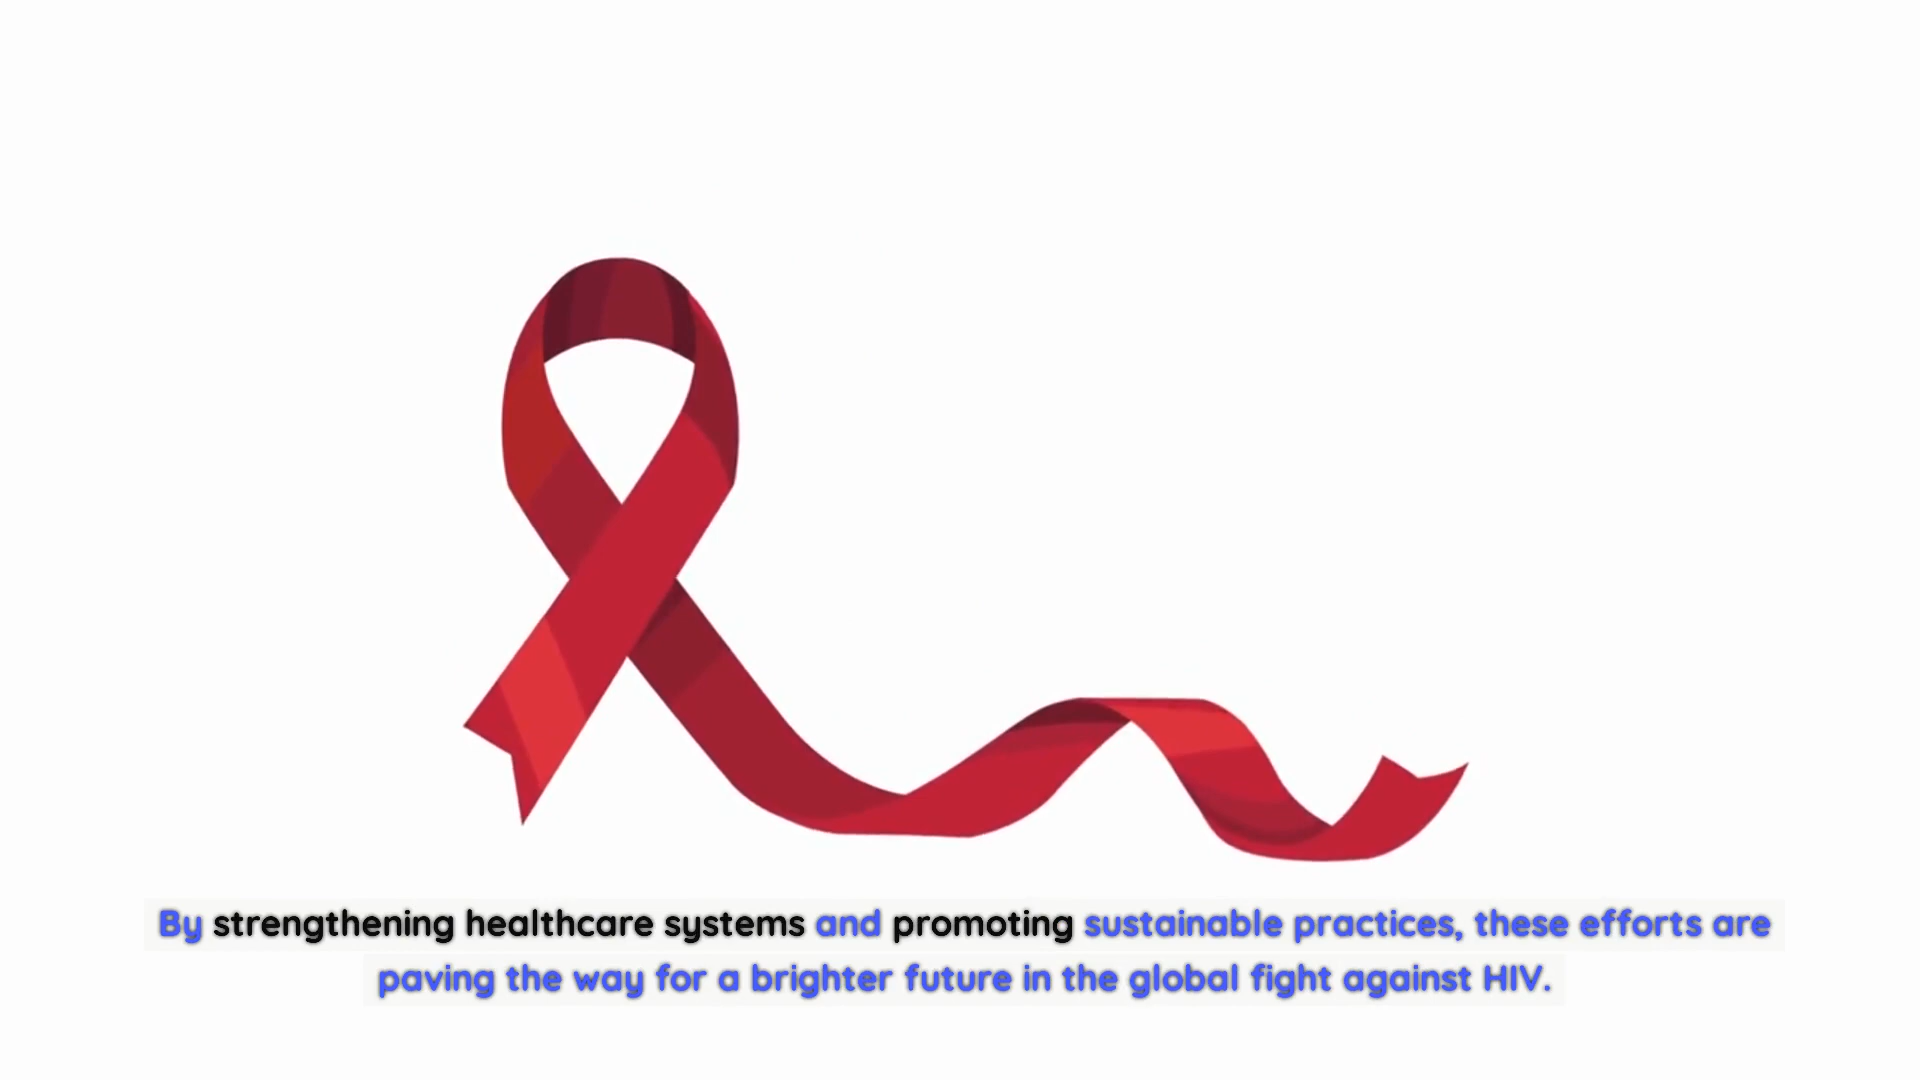 By strengthening healthcare systems and promoting sustainable practices, these efforts are
paving the way for a brighter future in the global fight against HIV.